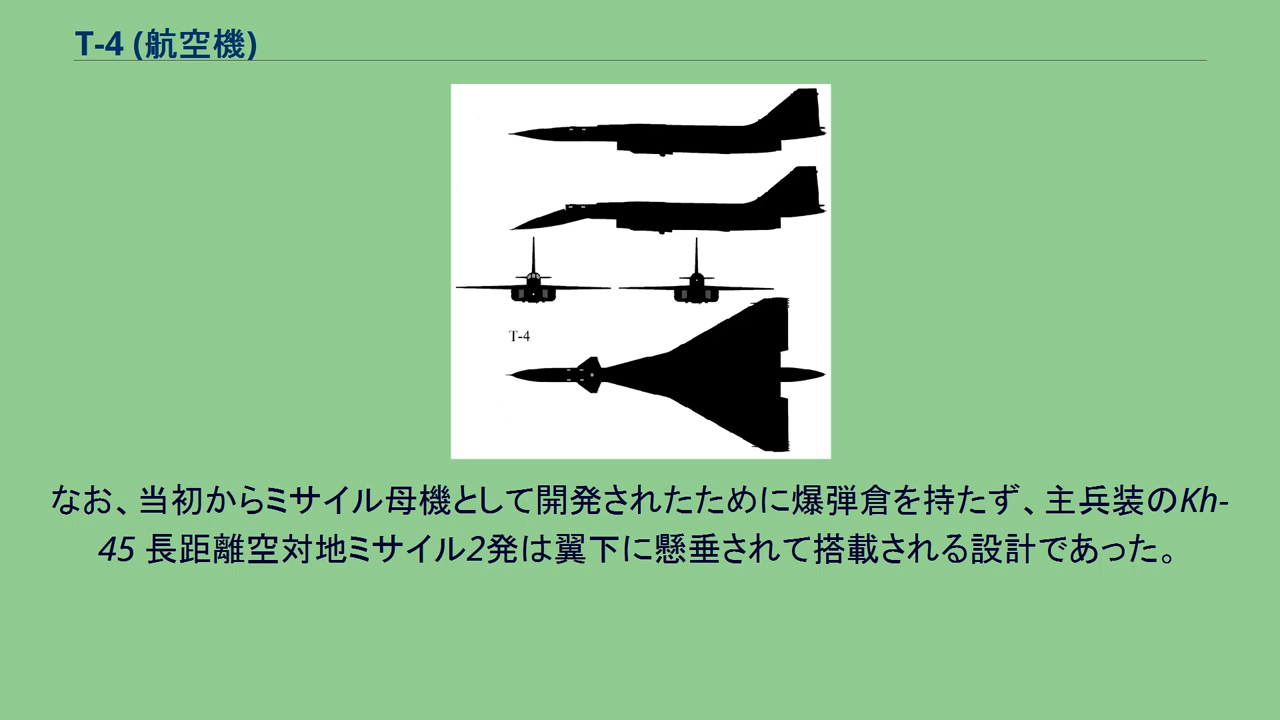 T-4 (航空機)
T-4
なお、当初からミサイル母機として開発されたために爆弾倉を持たず、主兵装のKh-
45 長距離空対地ミサイル2発は翼下に懸垂されて搭載される設計であった。